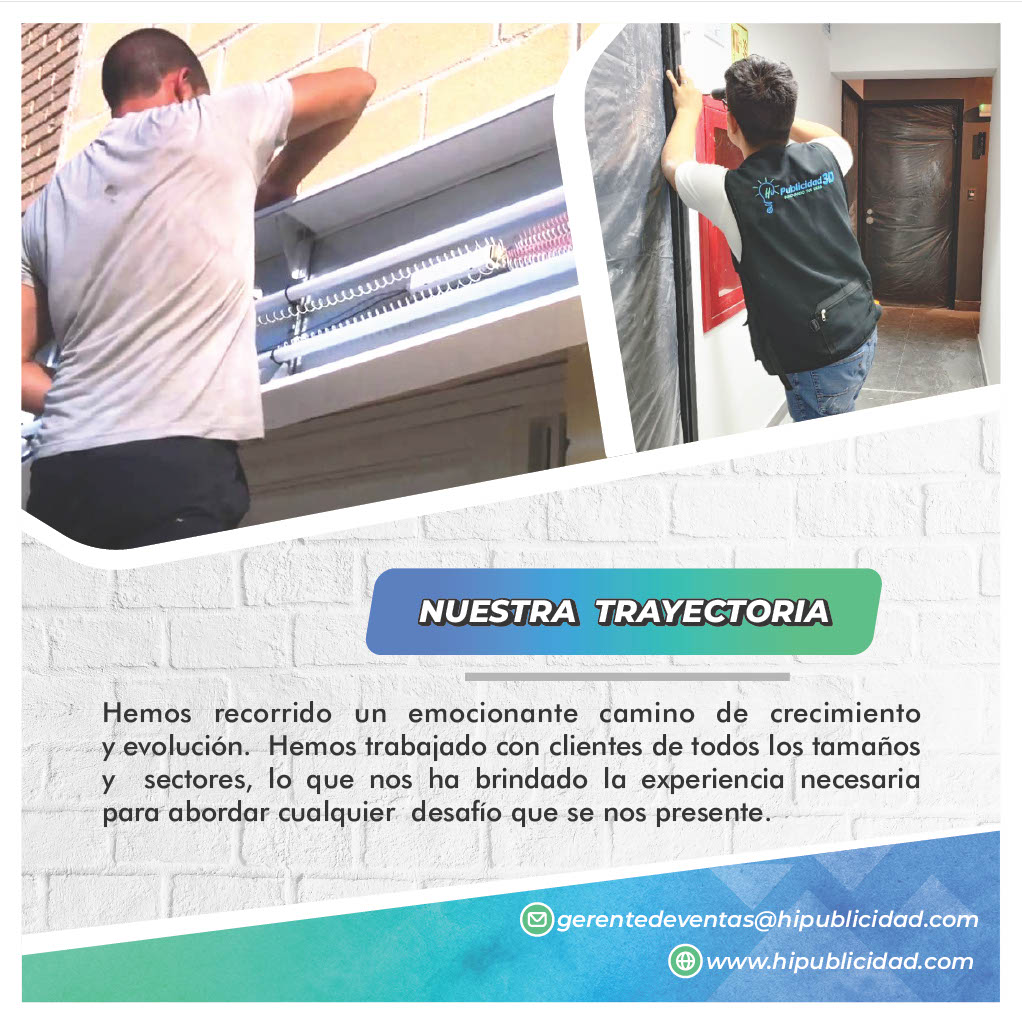 Publicidad 3D
NUESTRA TRAYECTORIA
Hemos recorrido un emocionante camino de crecimiento
y evolución. Hemos trabajado con clientes de todos los tamaños
y sectores, lo que nos ha brindado la experiencia necesaria
para abordar cualquier desafío que se nos presente.
gerentedeventas@hipublicidad.com
www.hipublicidad.com